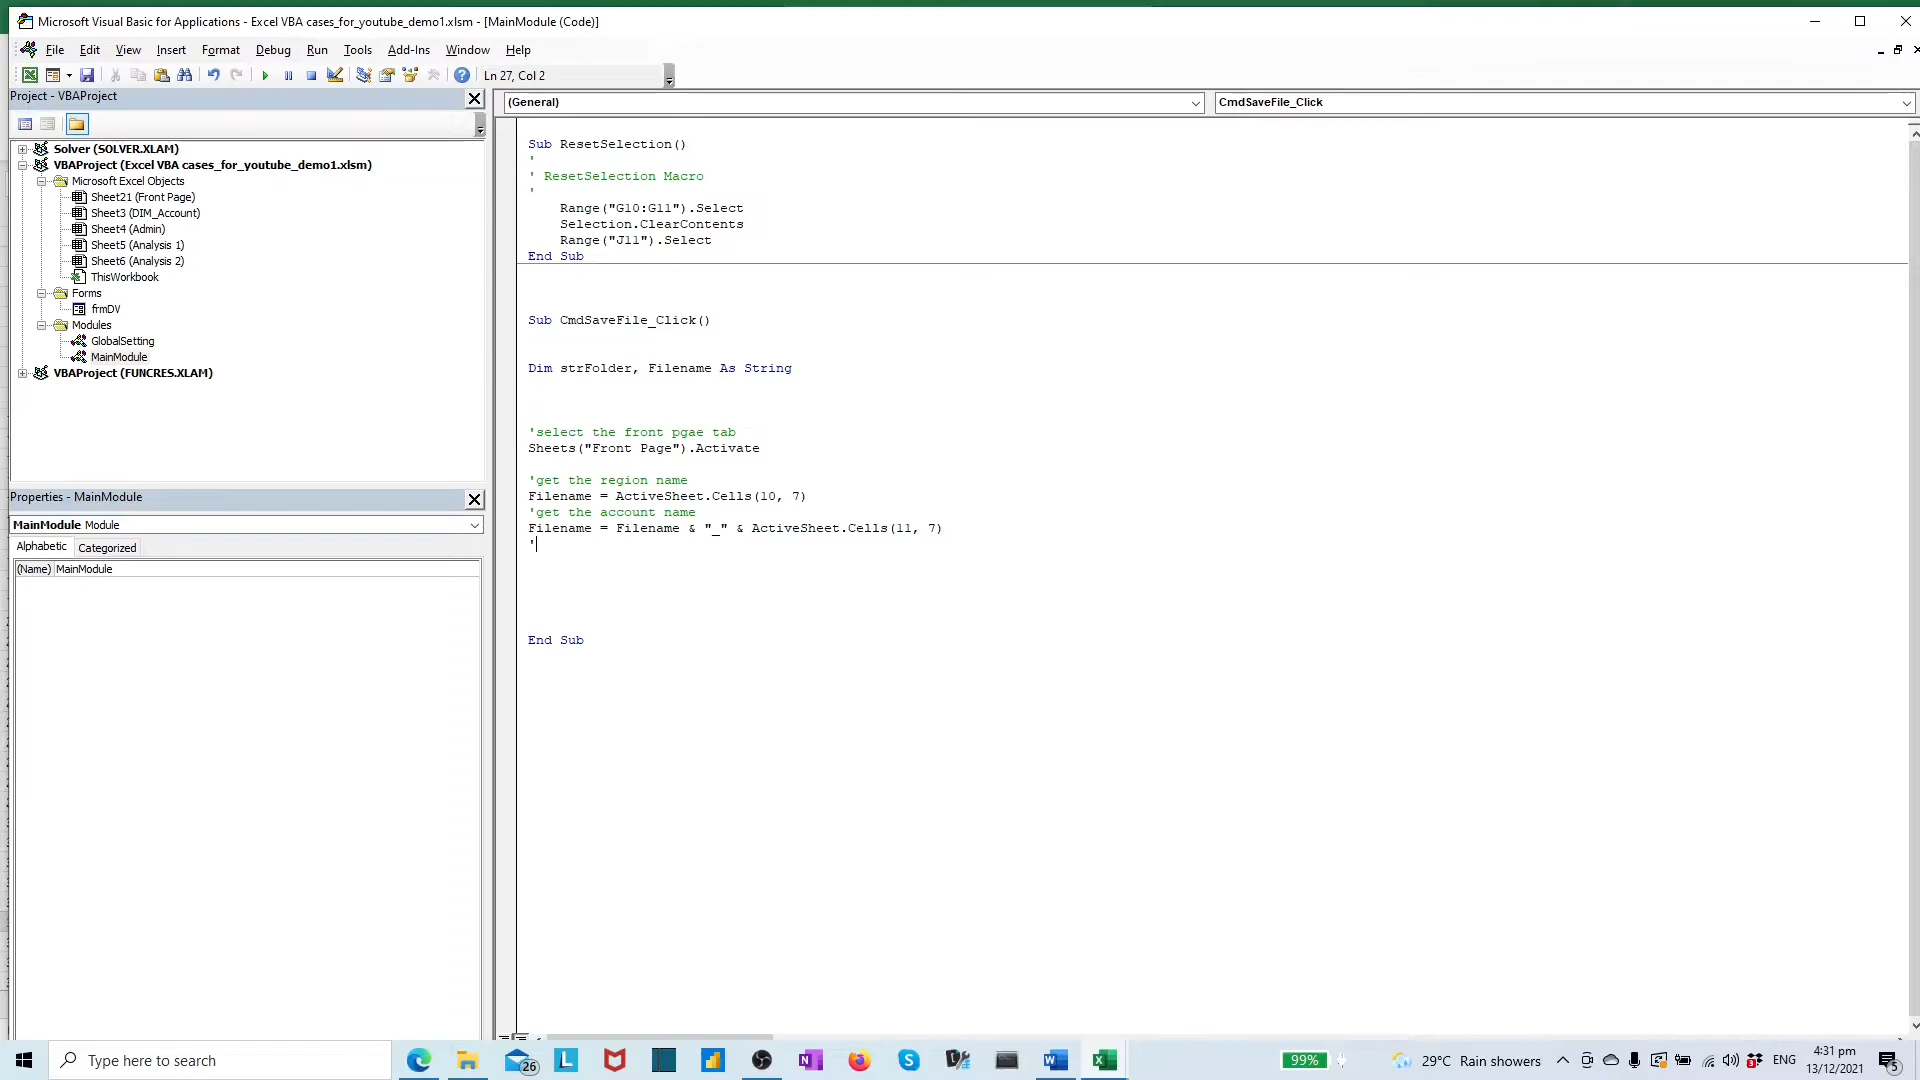 Microsoft Visual Basic for Applications - Excel VBA cases_for_youtube_demo1.xlsm - [MainModule (Code)]
File Edit View Insert Format Debug Run Tools Add-Ins Window Help
Ln 27, Col 2
Project - VBAProject
Solver (SOLVER.XLAM)
VBAProject (Excel VBA cases_for_youtube_demo1.xlsm)
Microsoft Excel Objects
Sheet21 (Front Page)
Sheet3 (DIM_Account)
Sheet4 (Admin)
Sheet5 (Analysis 1)
Sheet6 (Analysis 2)
ThisWorkbook
Forms
frmDV
Modules
GlobalSetting
MainModule
VBAProject (FUNCRES.XLAM)
Properties - MainModule
MainModule Module
Alphabetic Categorized
(Name) MainModule
(General) CmdSaveFile_Click
Sub ResetSelection()
'
' ResetSelection Macro
'
Range("G10:G11").Select
Selection.ClearContents
Range("J11").Select
End Sub
Sub CmdSaveFile_Click()
Dim strFolder, Filename As String
'select the front pgae tab
Sheets("Front Page").Activate
'get the region name
Filename = ActiveSheet.Cells(10, 7)
'get the account name
Filename = Filename & "_" & ActiveSheet.Cells(11, 7)
'
End Sub
Type here to search
26
99%
29°C Rain showers
ENG
4:31 pm
13/12/2021
5